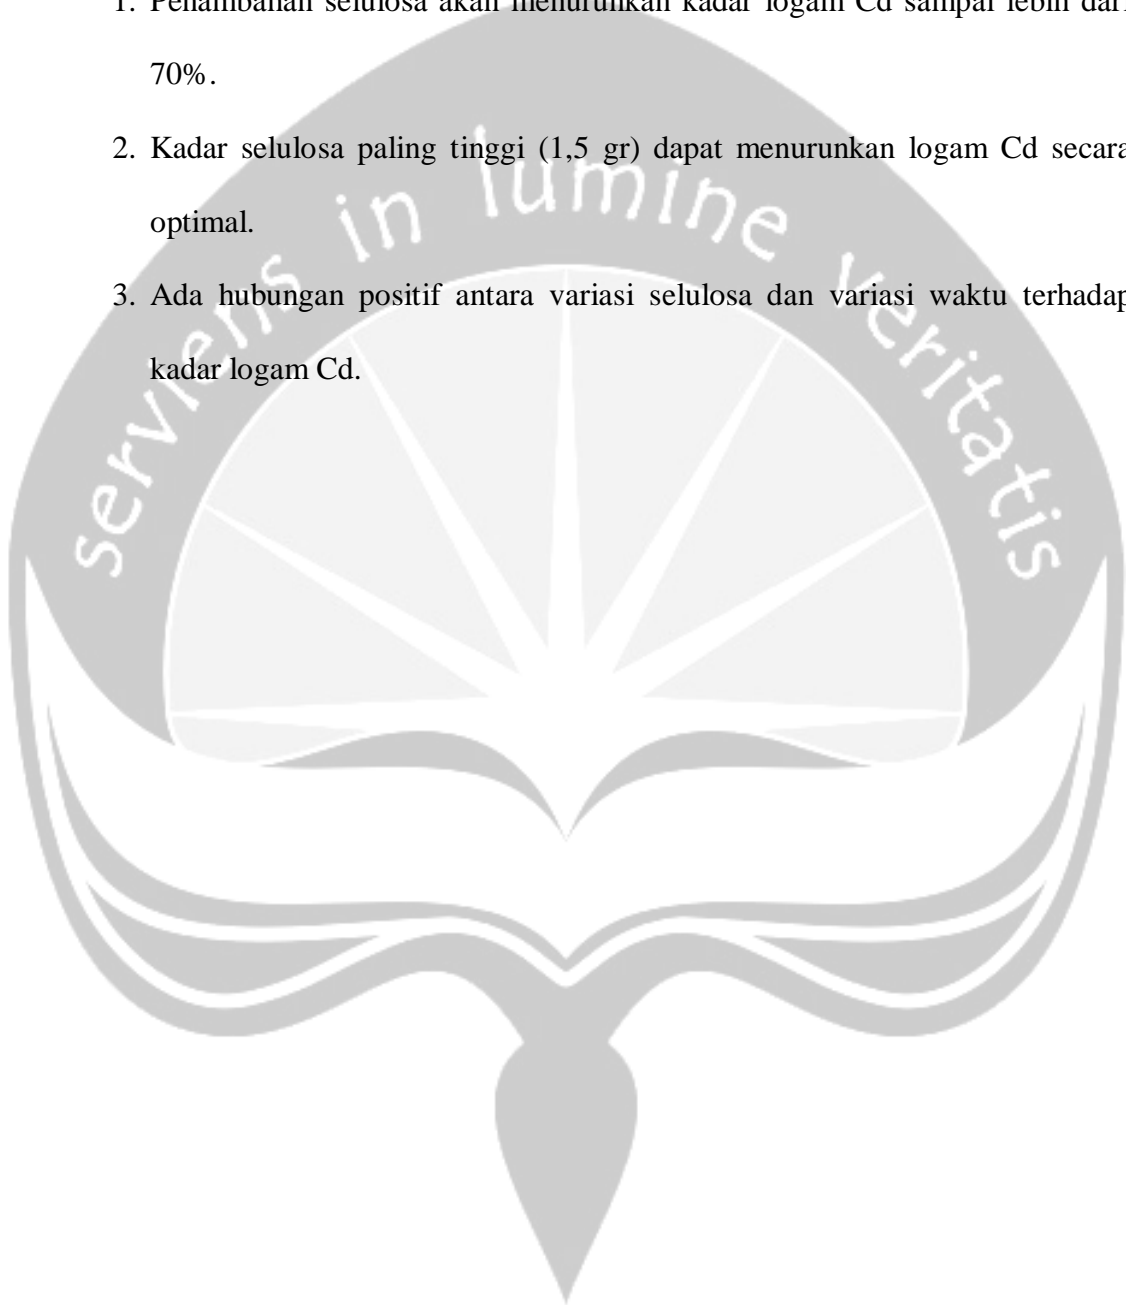 1. Penambahan selulosa akan menurunkan kadar logam Cd sampai lebih dari
70%.
2. Kadar selulosa paling tinggi (1,5 gr) dapat menurunkan logam Cd secara
optimal.
3. Ada hubungan positif antara variasi selulosa dan variasi waktu terhadap
kadar logam Cd.
serviens in lumine veritatis